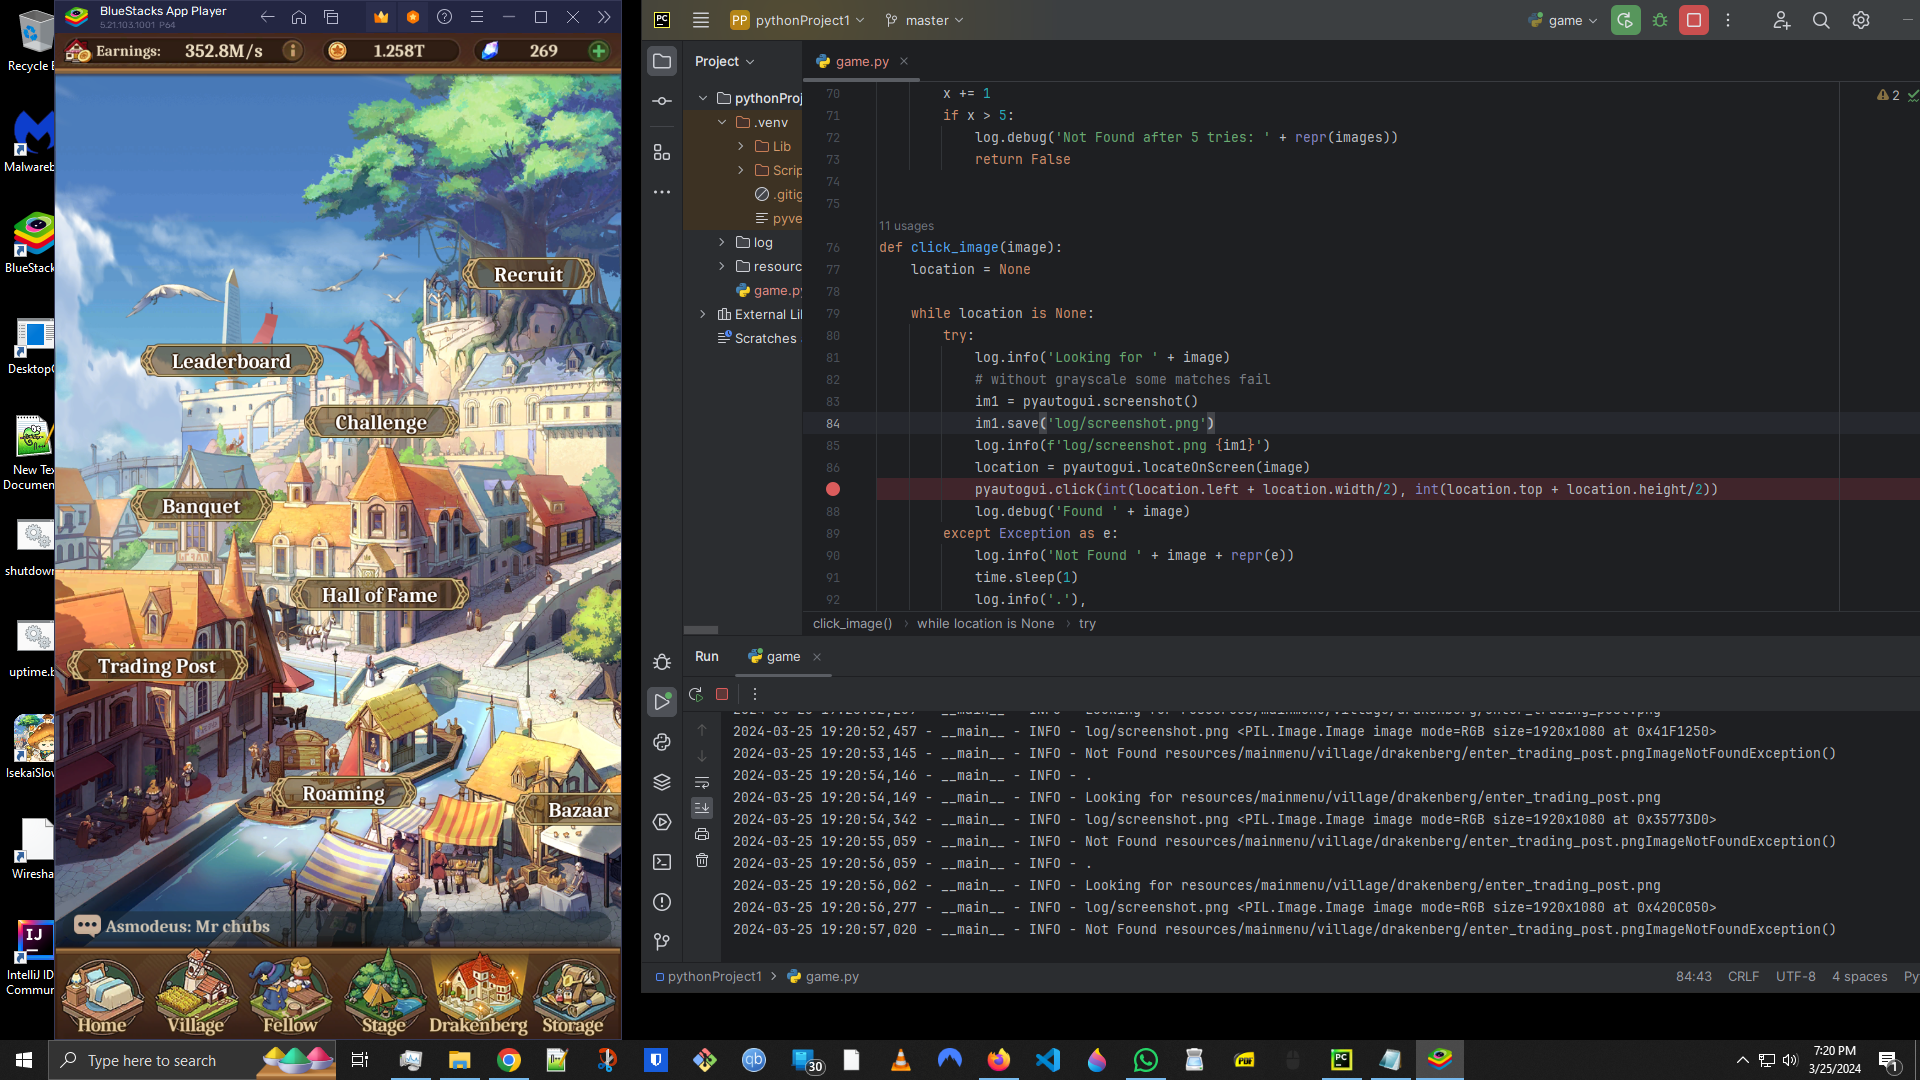 Recycle B
Malwareb
BlueStack
Desktop
New Tex
Documen
shutdown
uptime.b
IsekaiSlow
Wiresha
IJ
IntelliJ ID
Commun
BlueStacks App Player
5.21.103.1001 P64
Earnings: 352.8M/s
1.258T
269
Recruit
Leaderboard
Challenge
Banquet
Hall of Fame
Trading Post
Roaming
Bazaar
Asmodeus: Mr chubs
Home
Village
Fellow
Stage
Drakenberg
Storage
PC
PP pythonProject1
master
game
Project
game.py
pythonProj
.venv
Lib
Scrip
.gitig
pyve
log
resourc
game.py
External Lib
Scratches
2
70 x += 1
71 if x > 5:
72 log.debug('Not Found after 5 tries: ' + repr(images))
73 return False
74
75
11 usages
76 def click_image(image):
77 location = None
78
79 while location is None:
80 try:
81 log.info('Looking for ' + image)
82 # without grayscale some matches fail
83 im1 = pyautogui.screenshot()
84 im1.save('log/screenshot.png')
85 log.info(f'log/screenshot.png {im1}')
86 location = pyautogui.locateOnScreen(image)
pyautogui.click(int(location.left + location.width/2), int(location.top + location.height/2))
88 log.debug('Found ' + image)
89 except Exception as e:
90 log.info('Not Found ' + image + repr(e))
91 time.sleep(1)
92 log.info('.'),
click_image() › while location is None › try
Run
game
2024-03-25 19:20:52,457 - __main__ - INFO - log/screenshot.png <PIL.Image.Image image mode=RGB size=1920x1080 at 0x41F1250>
2024-03-25 19:20:53,145 - __main__ - INFO - Not Found resources/mainmenu/village/drakenberg/enter_trading_post.pngImageNotFoundException()
2024-03-25 19:20:54,146 - __main__ - INFO - .
2024-03-25 19:20:54,149 - __main__ - INFO - Looking for resources/mainmenu/village/drakenberg/enter_trading_post.png
2024-03-25 19:20:54,342 - __main__ - INFO - log/screenshot.png <PIL.Image.Image image mode=RGB size=1920x1080 at 0x35773D0>
2024-03-25 19:20:55,059 - __main__ - INFO - Not Found resources/mainmenu/village/drakenberg/enter_trading_post.pngImageNotFoundException()
2024-03-25 19:20:56,059 - __main__ - INFO - .
2024-03-25 19:20:56,062 - __main__ - INFO - Looking for resources/mainmenu/village/drakenberg/enter_trading_post.png
2024-03-25 19:20:56,277 - __main__ - INFO - log/screenshot.png <PIL.Image.Image image mode=RGB size=1920x1080 at 0x420C050>
2024-03-25 19:20:57,020 - __main__ - INFO - Not Found resources/mainmenu/village/drakenberg/enter_trading_post.pngImageNotFoundException()
pythonProject1 › game.py
84:43 CRLF UTF-8 4 spaces Py
Type here to search
qb
30
PDF
PC
7:20 PM
3/25/2024
1